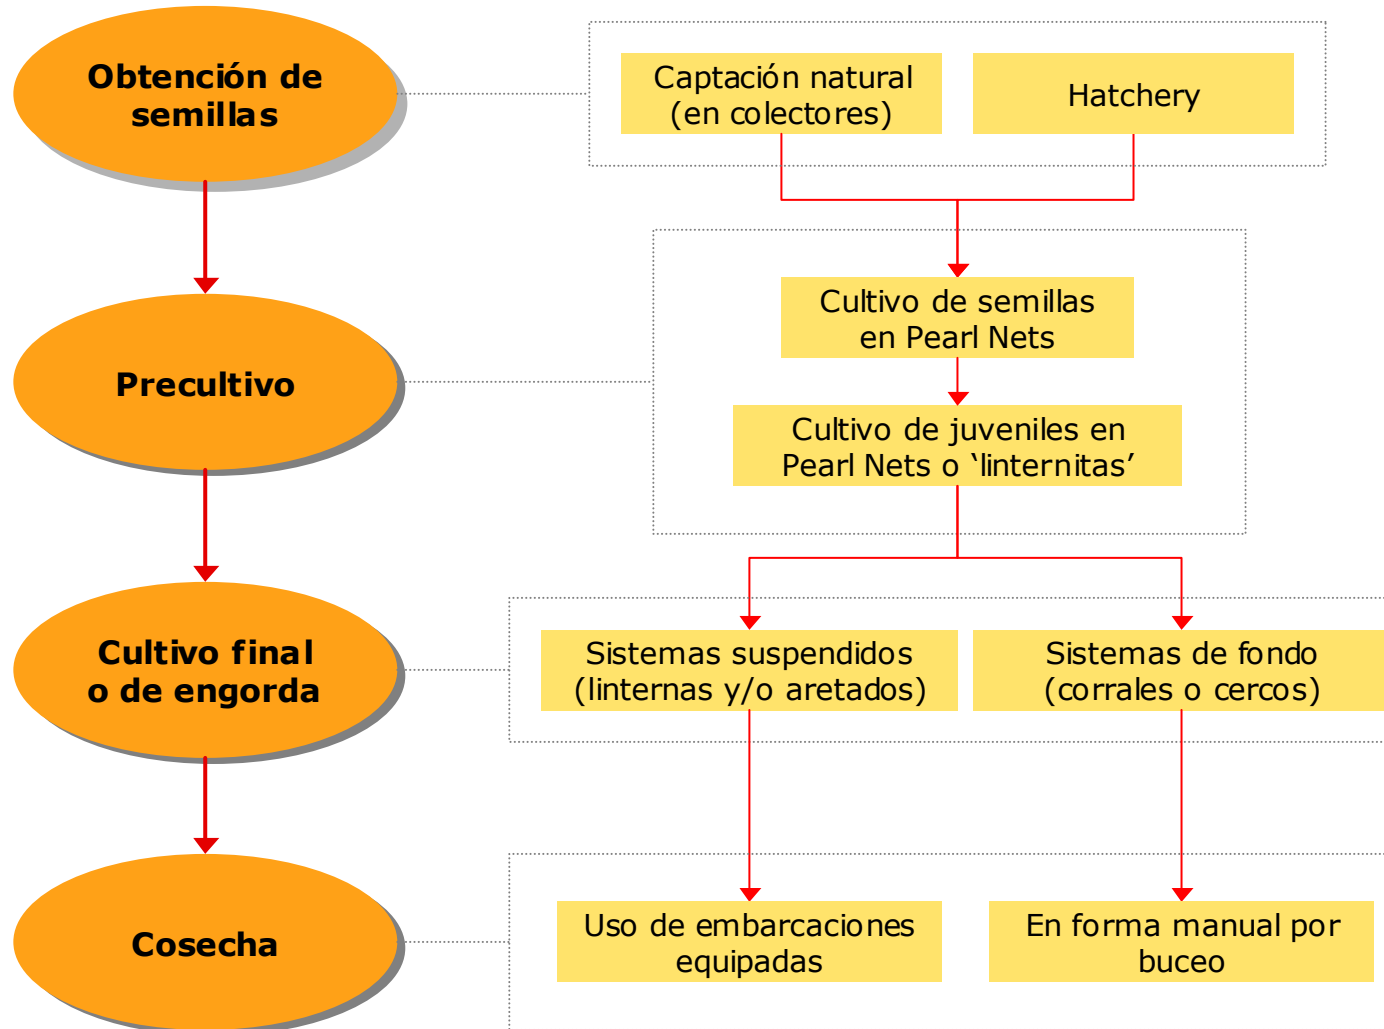 Obtención de
semillas
Captación natural
(en colectores)
Hatchery
Precultivo
Cultivo de semillas
en Pearl Nets
Cultivo de juveniles en
Pearl Nets o ‘linternitas’
Cultivo final
o de engorda
Sistemas suspendidos
(linternas y/o aretados)
Sistemas de fondo
(corrales o cercos)
Cosecha
Uso de embarcaciones
equipadas
En forma manual por
buceo